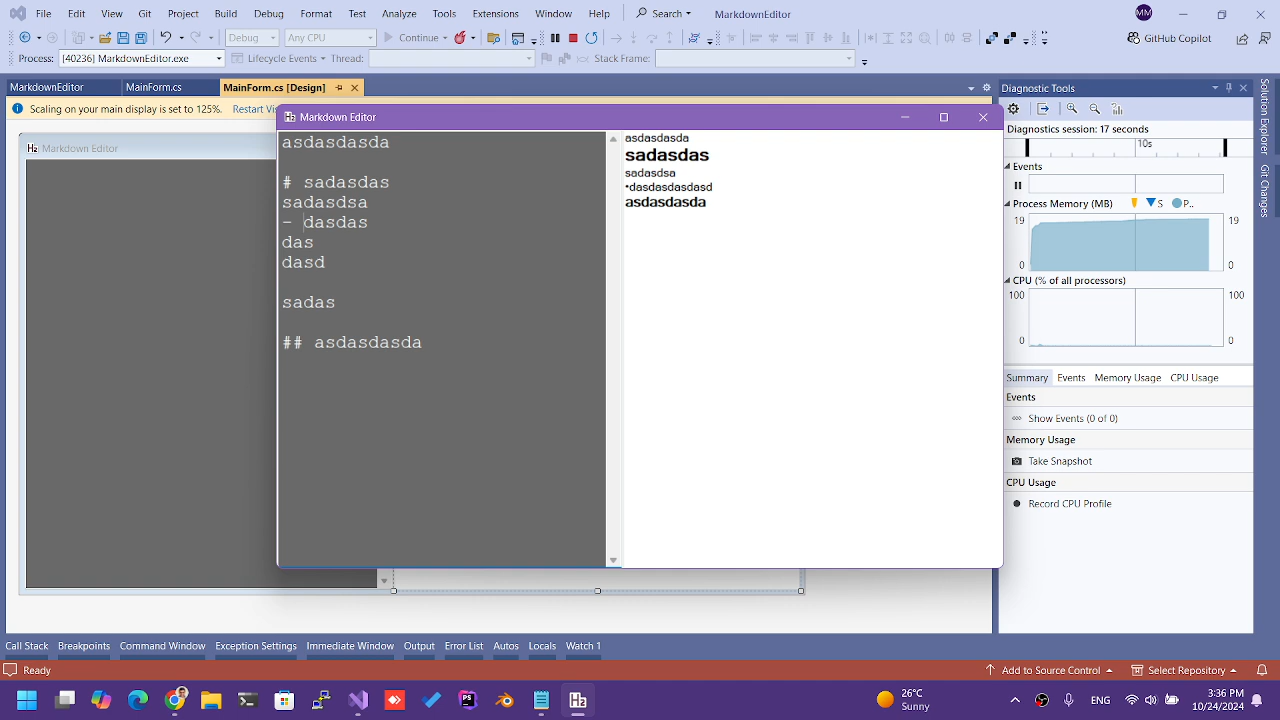 File Edit View Git Project Build Debug Test Analyze Tools Extensions Window Help Search MarkdownEditor MM
Debug Any CPU Continue GitHub Copilot
Process: [40236] MarkdownEditor.exe Lifecycle Events Thread: Stack Frame:
MarkdownEditor MainForm.cs MainForm.cs [Design]
Scaling on your main display is set to 125%. Restart Vis
Markdown Editor
Markdown Editor
asdasdasda
# sadasdas
sadasdsa
- dasdas
das
dasd
sadas
## asdasdasda
asdasdasda
sadasdas
sadasdsa
•dasdasdasdasd
asdasdasda
Diagnostic Tools
Diagnostics session: 17 seconds
10s
Events
Process Memory (MB) S P..
19 19
0 0
CPU (% of all processors)
100 100
0 0
Summary Events Memory Usage CPU Usage
Events
Show Events (0 of 0)
Memory Usage
Take Snapshot
CPU Usage
Record CPU Profile
Solution Explorer
Git Changes
Call Stack Breakpoints Command Window Exception Settings Immediate Window Output Error List Autos Locals Watch 1
Ready Add to Source Control Select Repository
PS
H2
26°C
Sunny
ENG
3:36 PM
10/24/2024